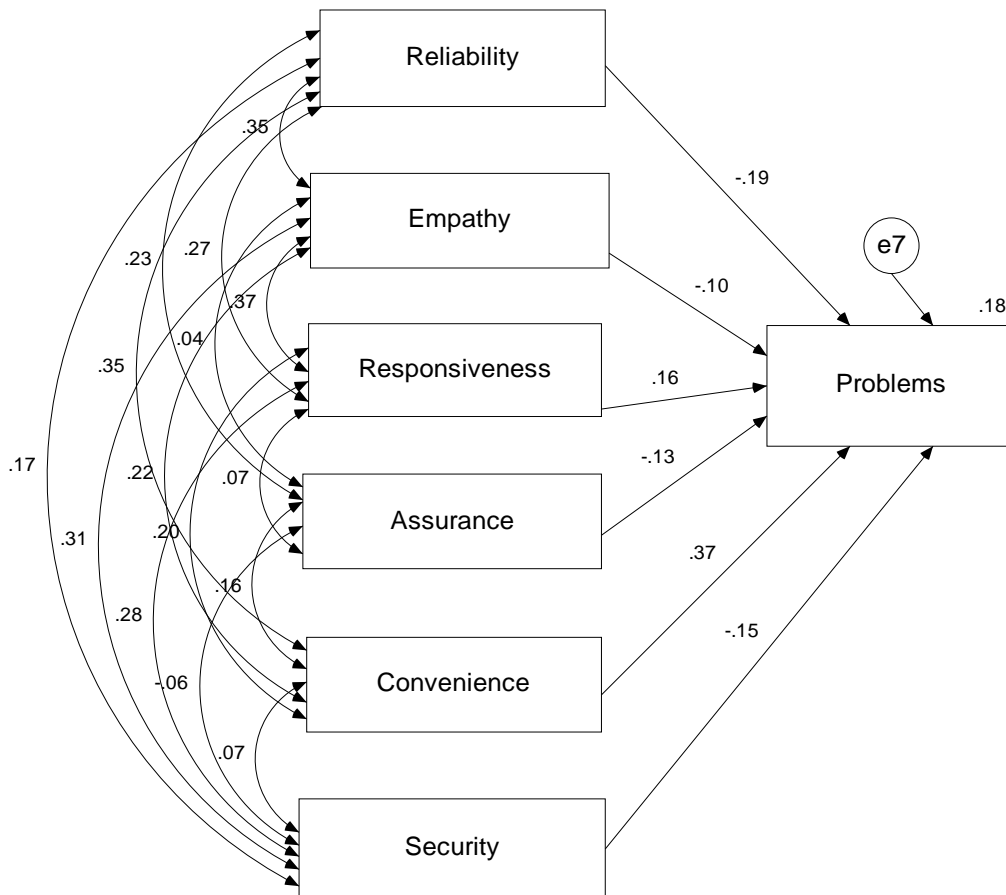 Reliability
.35
-.19
Empathy
e7
.23
.27
-.10
.37
.18
.04
.35
Responsiveness
.16
Problems
.17
.22
.07
-.13
Assurance
.31
.20
.37
.16
.28
-.15
-.06
Convenience
.07
Security